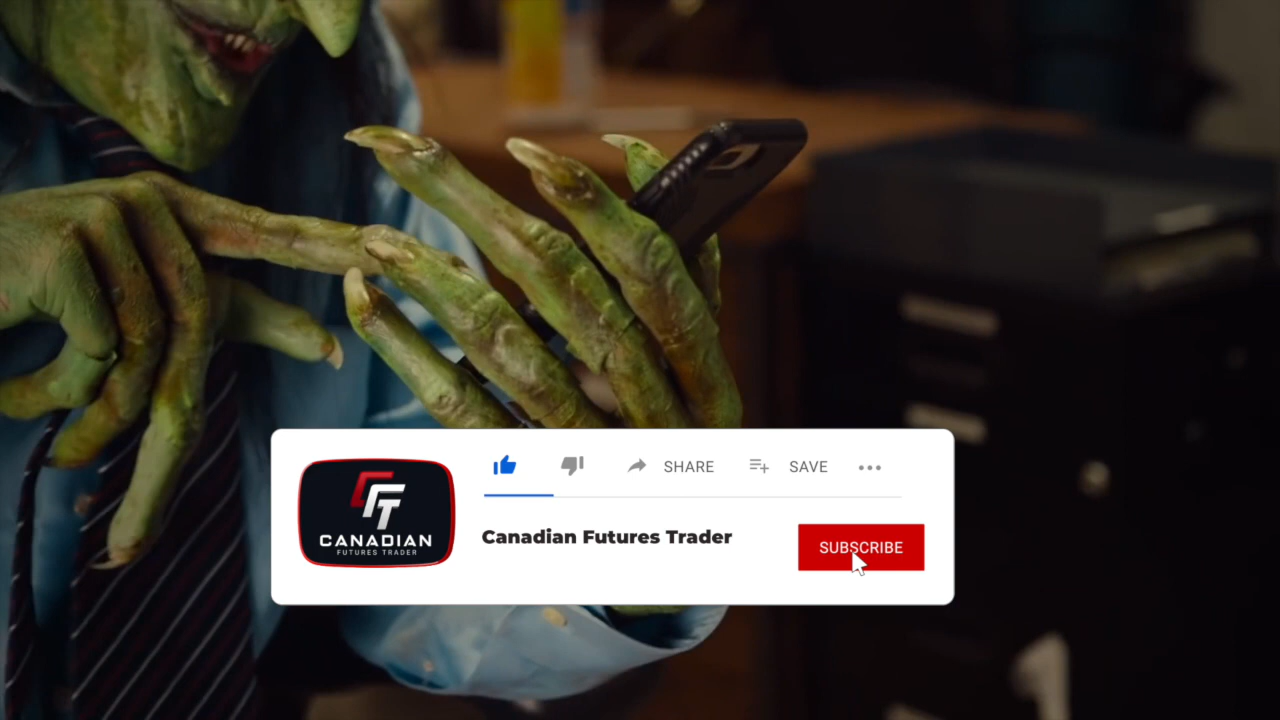 SHARE
SAVE
CANADIAN
FUTURES TRADER
Canadian Futures Trader
SUBSCRIBE